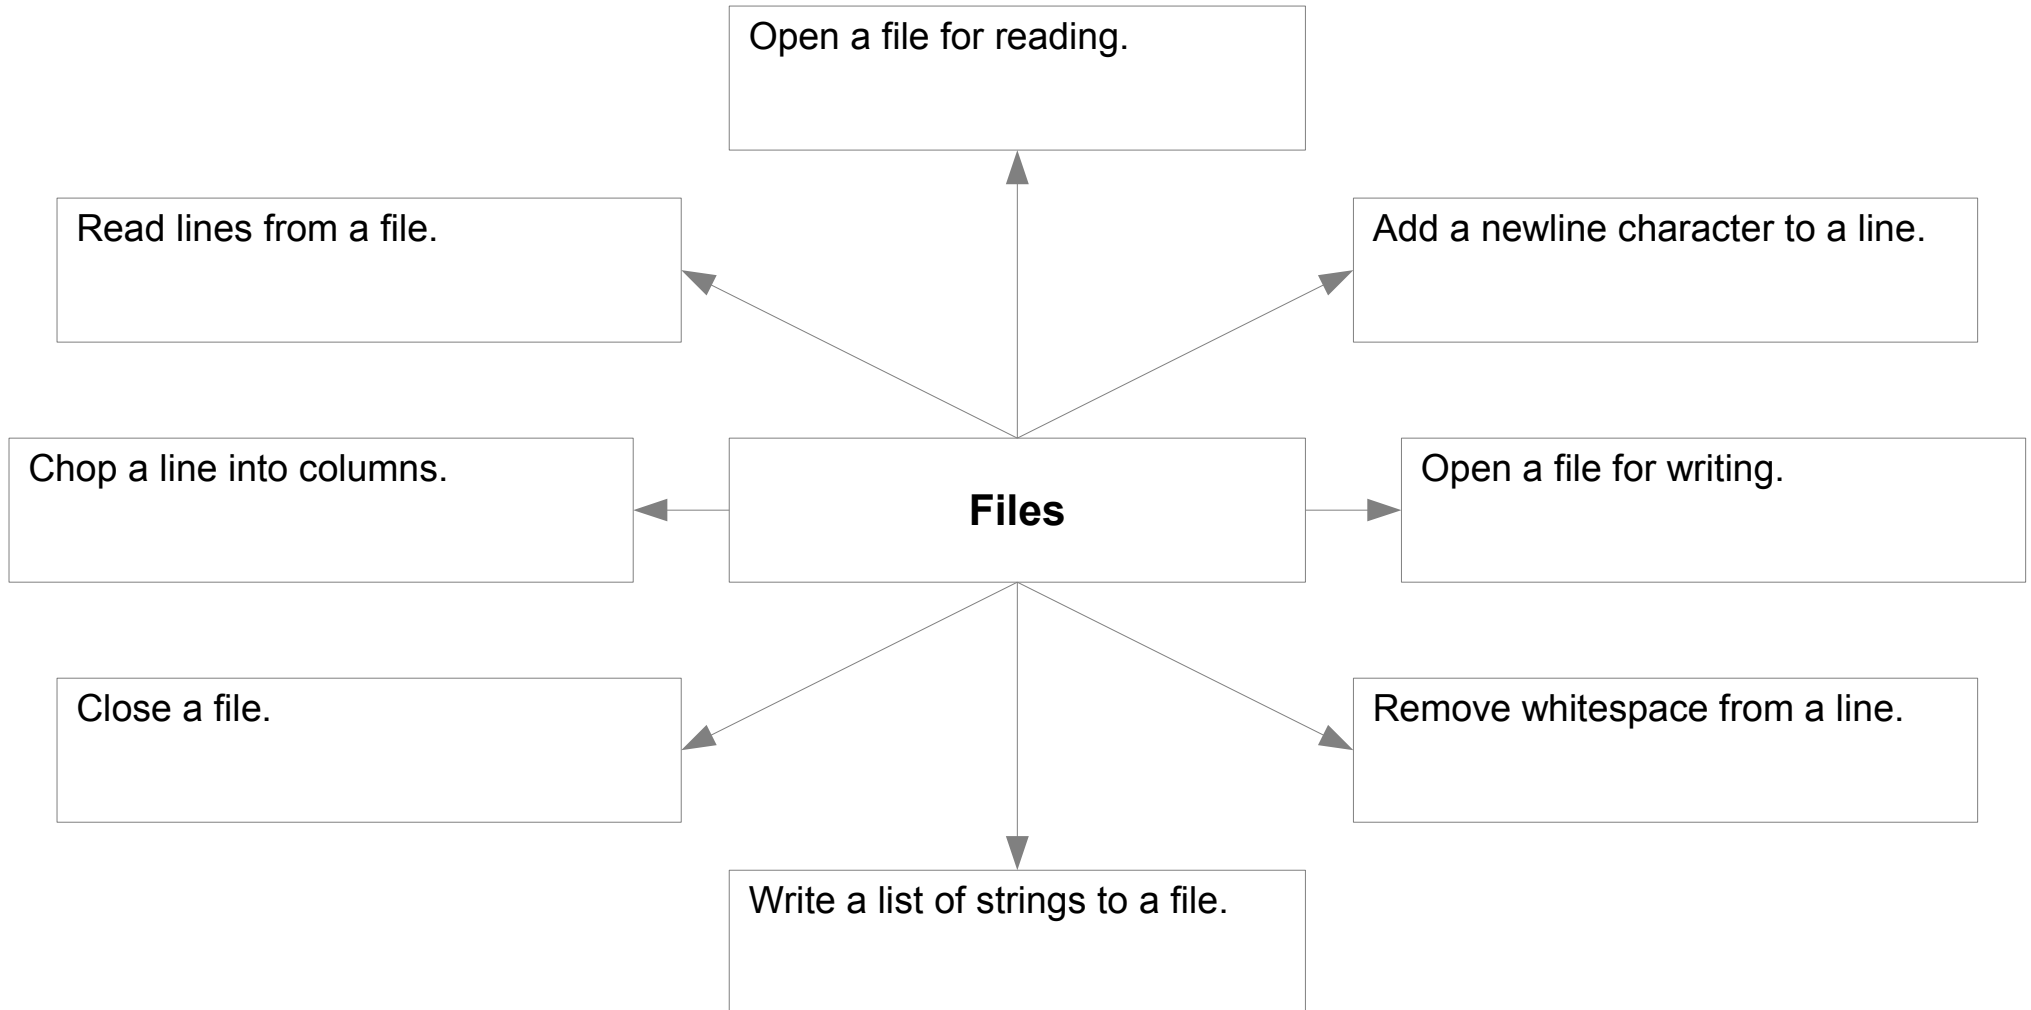 Open a file for reading.
Read lines from a file.
Add a newline character to a line.
Chop a line into columns.
Files
Open a file for writing.
Close a file.
Remove whitespace from a line.
Write a list of strings to a file.